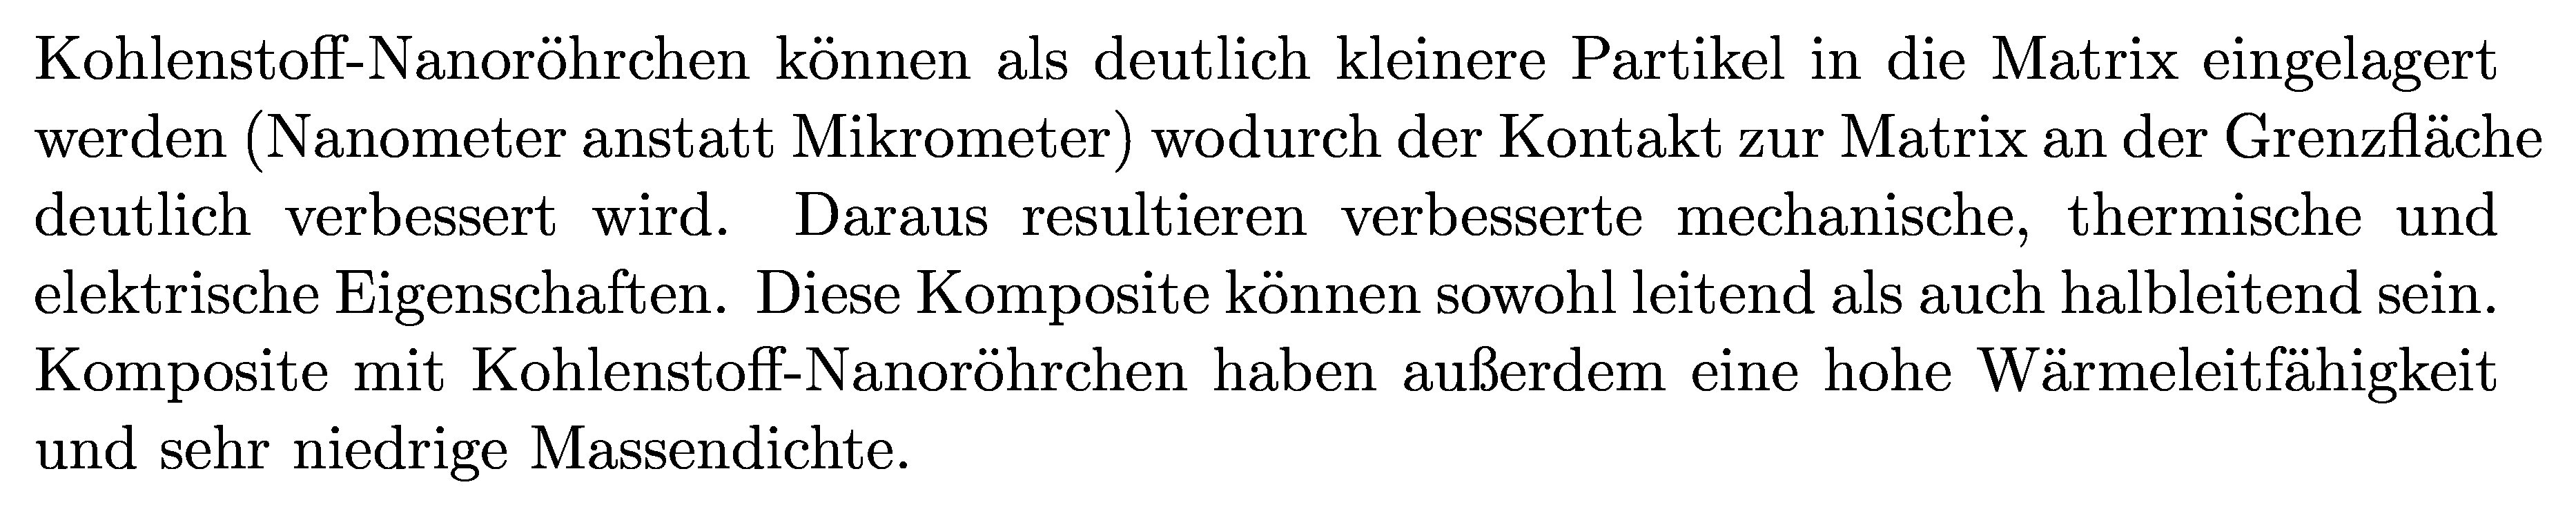 Kohlenstoff-Nanoröhrchen können als deutlich kleinere Partikel in die Matrix eingelagert
werden (Nanometer anstatt Mikrometer) wodurch der Kontakt zur Matrix an der Grenzfläche
deutlich verbessert wird. Daraus resultieren verbesserte mechanische, thermische und
elektrische Eigenschaften. Diese Komposite können sowohl leitend als auch halbleitend sein.
Komposite mit Kohlenstoff-Nanoröhrchen haben außerdem eine hohe Wärmeleitfähigkeit
und sehr niedrige Massendichte.